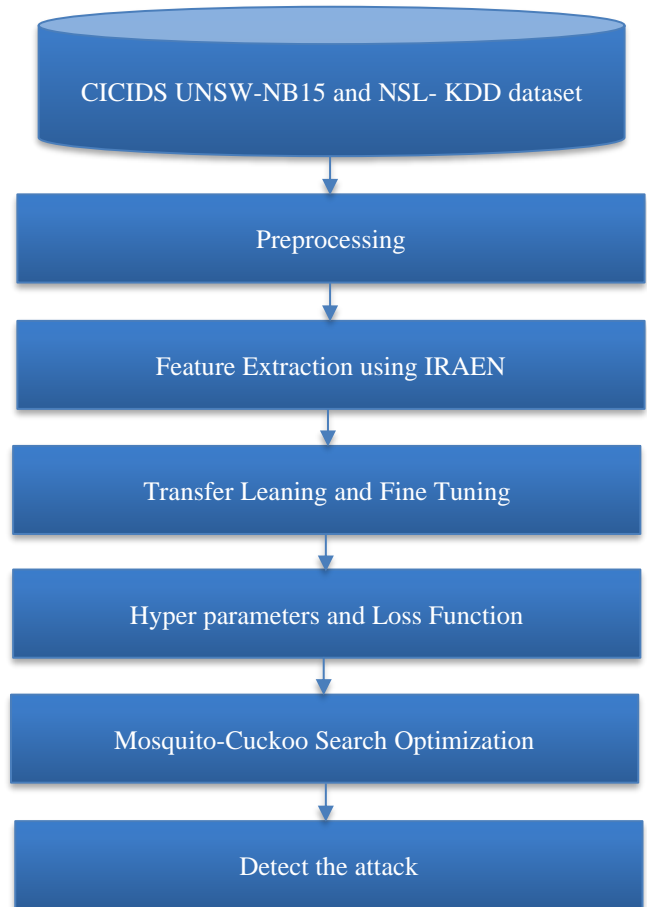 CICIDS UNSW-NB15 and NSL- KDD dataset
Preprocessing
Feature Extraction using IRAEN
Transfer Leaning and Fine Tuning
Hyper parameters and Loss Function
Mosquito-Cuckoo Search Optimization
Detect the attack